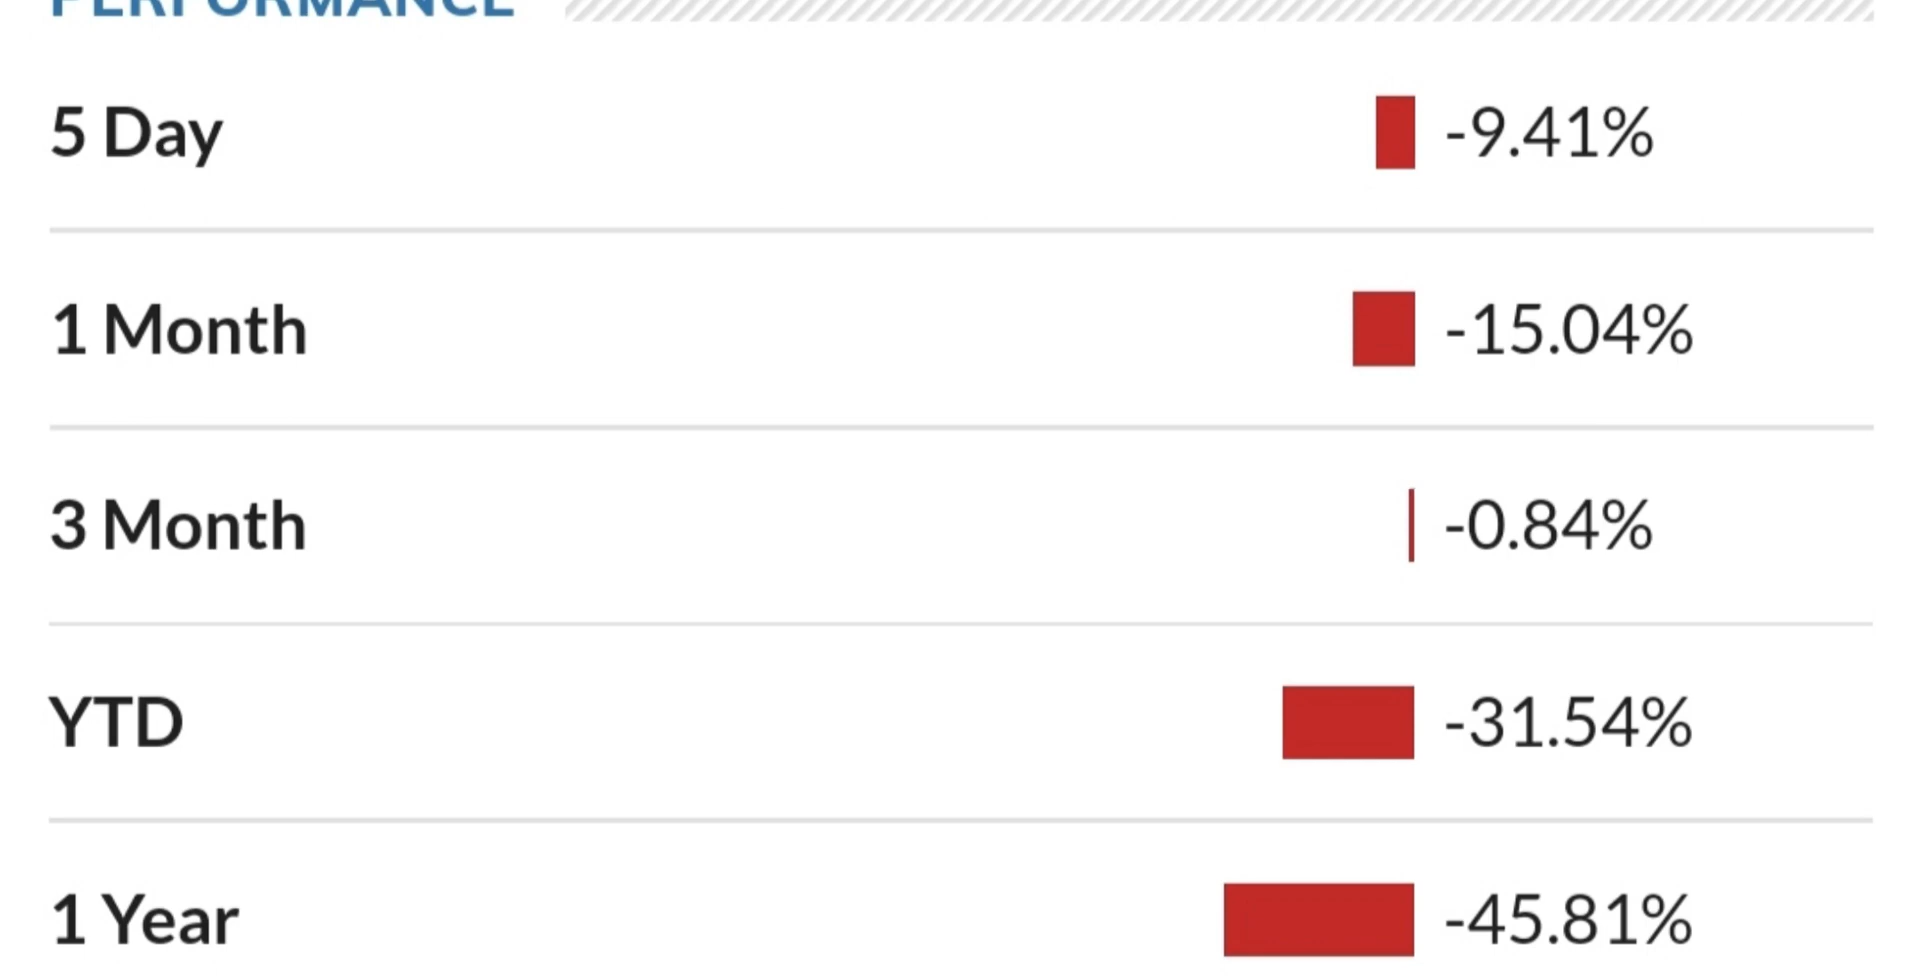 PERFORMANCE
5 Day -9.41%
1 Month -15.04%
3 Month -0.84%
YTD -31.54%
1 Year -45.81%